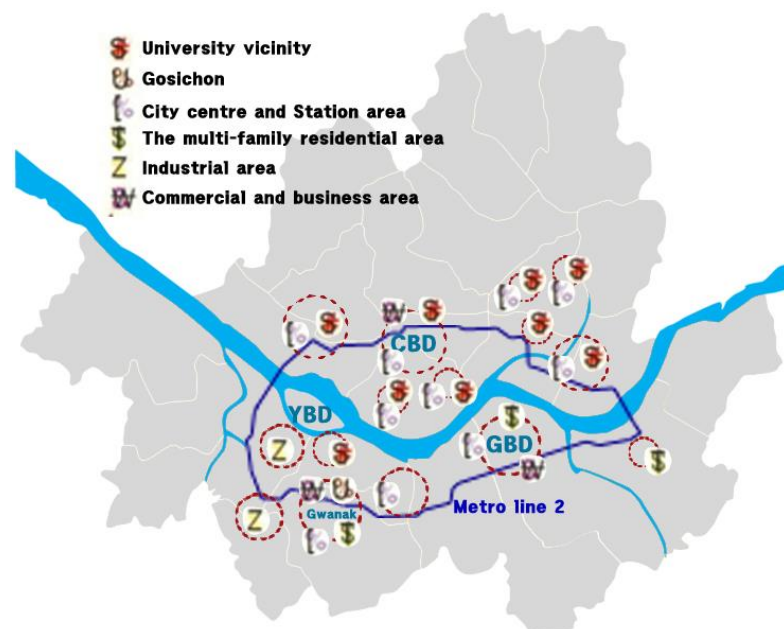 University vicinity
Gosichon
City centre and Station area
The multi-family residential area
Industrial area
Commercial and business area
CBD
YBD
GBD
Gwanak
Metro line 2